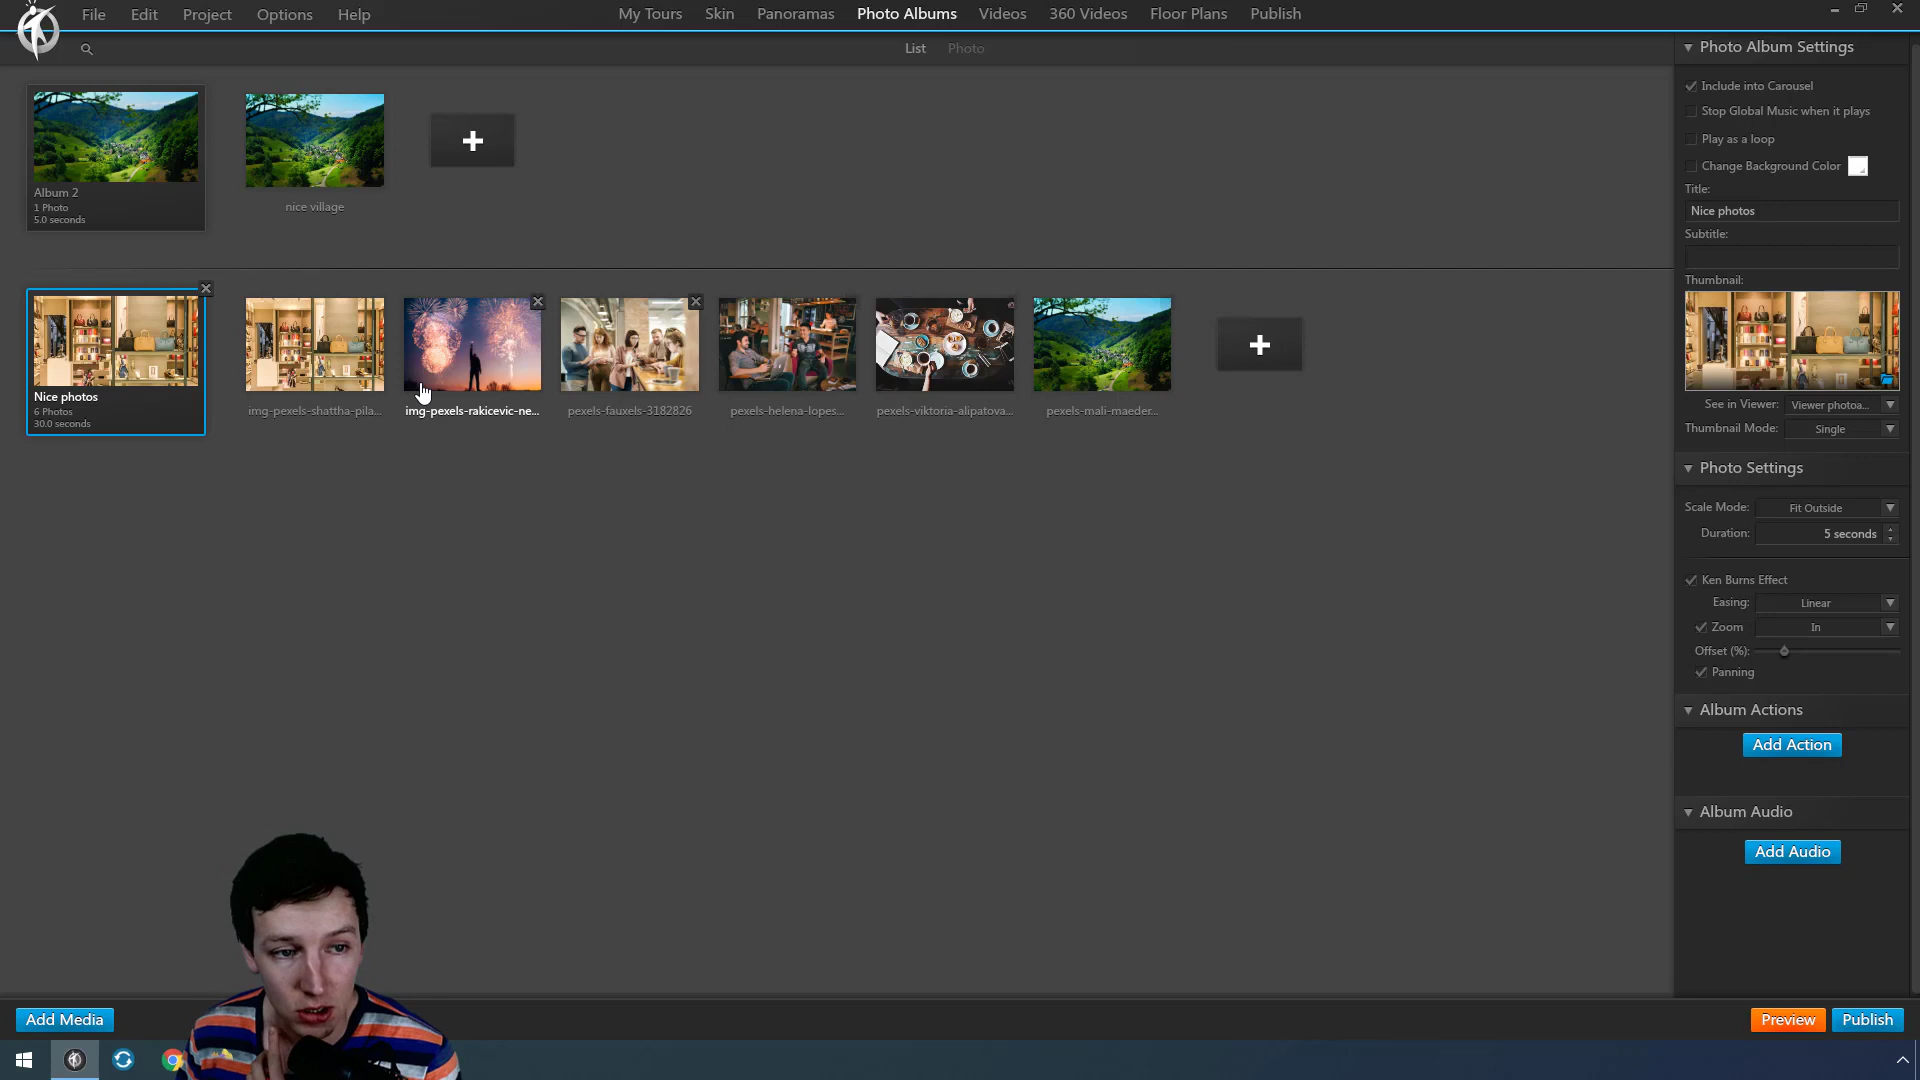 File Edit Project Options Help
My Tours Skin Panoramas Photo Albums Videos 360 Videos Floor Plans Publish
List Photo
Album 2
1 Photo
5.0 seconds
nice village
Nice photos
6 Photos
30.0 seconds
img-pexels-shattha-pila...
img-pexels-rakicevic-ne...
pexels-fauxels-3182826
pexels-helena-lopes...
pexels-viktoria-alipatova...
pexels-mali-maeder...
Photo Album Settings
Include into Carousel
Stop Global Music when it plays
Play as a loop
Change Background Color
Title:
Nice photos
Subtitle:
Thumbnail:
See in Viewer: Viewer photoa...
Thumbnail Mode: Single
Photo Settings
Scale Mode: Fit Outside
Duration: 5 seconds
Ken Burns Effect
Easing: Linear
Zoom In
Offset (%):
Panning
Album Actions
Add Action
Album Audio
Add Audio
Add Media
Preview Publish